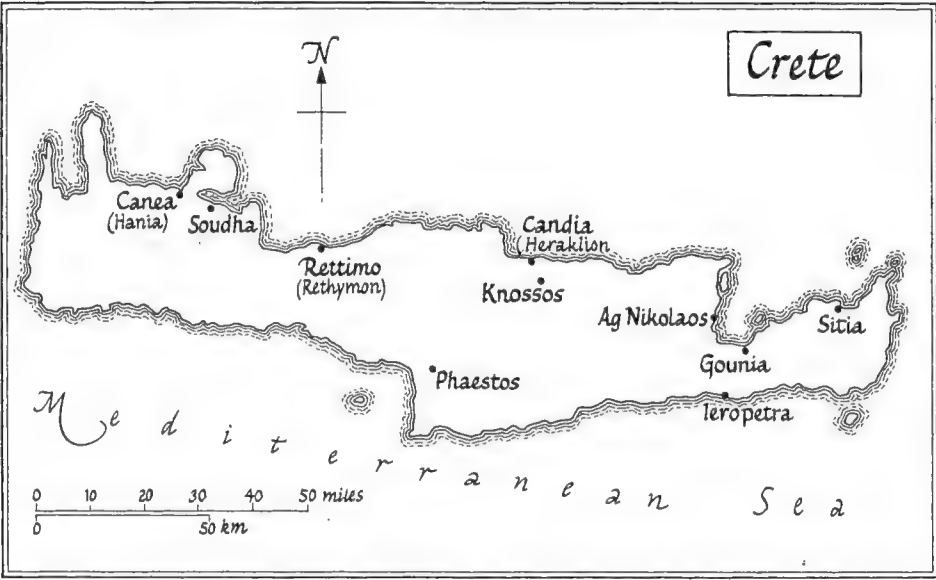 Crete
N
Canea
(Hania)
Soudha
Rettimo
(Rethymon)
Candia
(Heraklion
Knossos
Ag Nikolaos
Sitia
Gounia
Phaestos
Ieropetra
Mediterranean Sea
0 10 20 30 40 50 miles
0 50 km